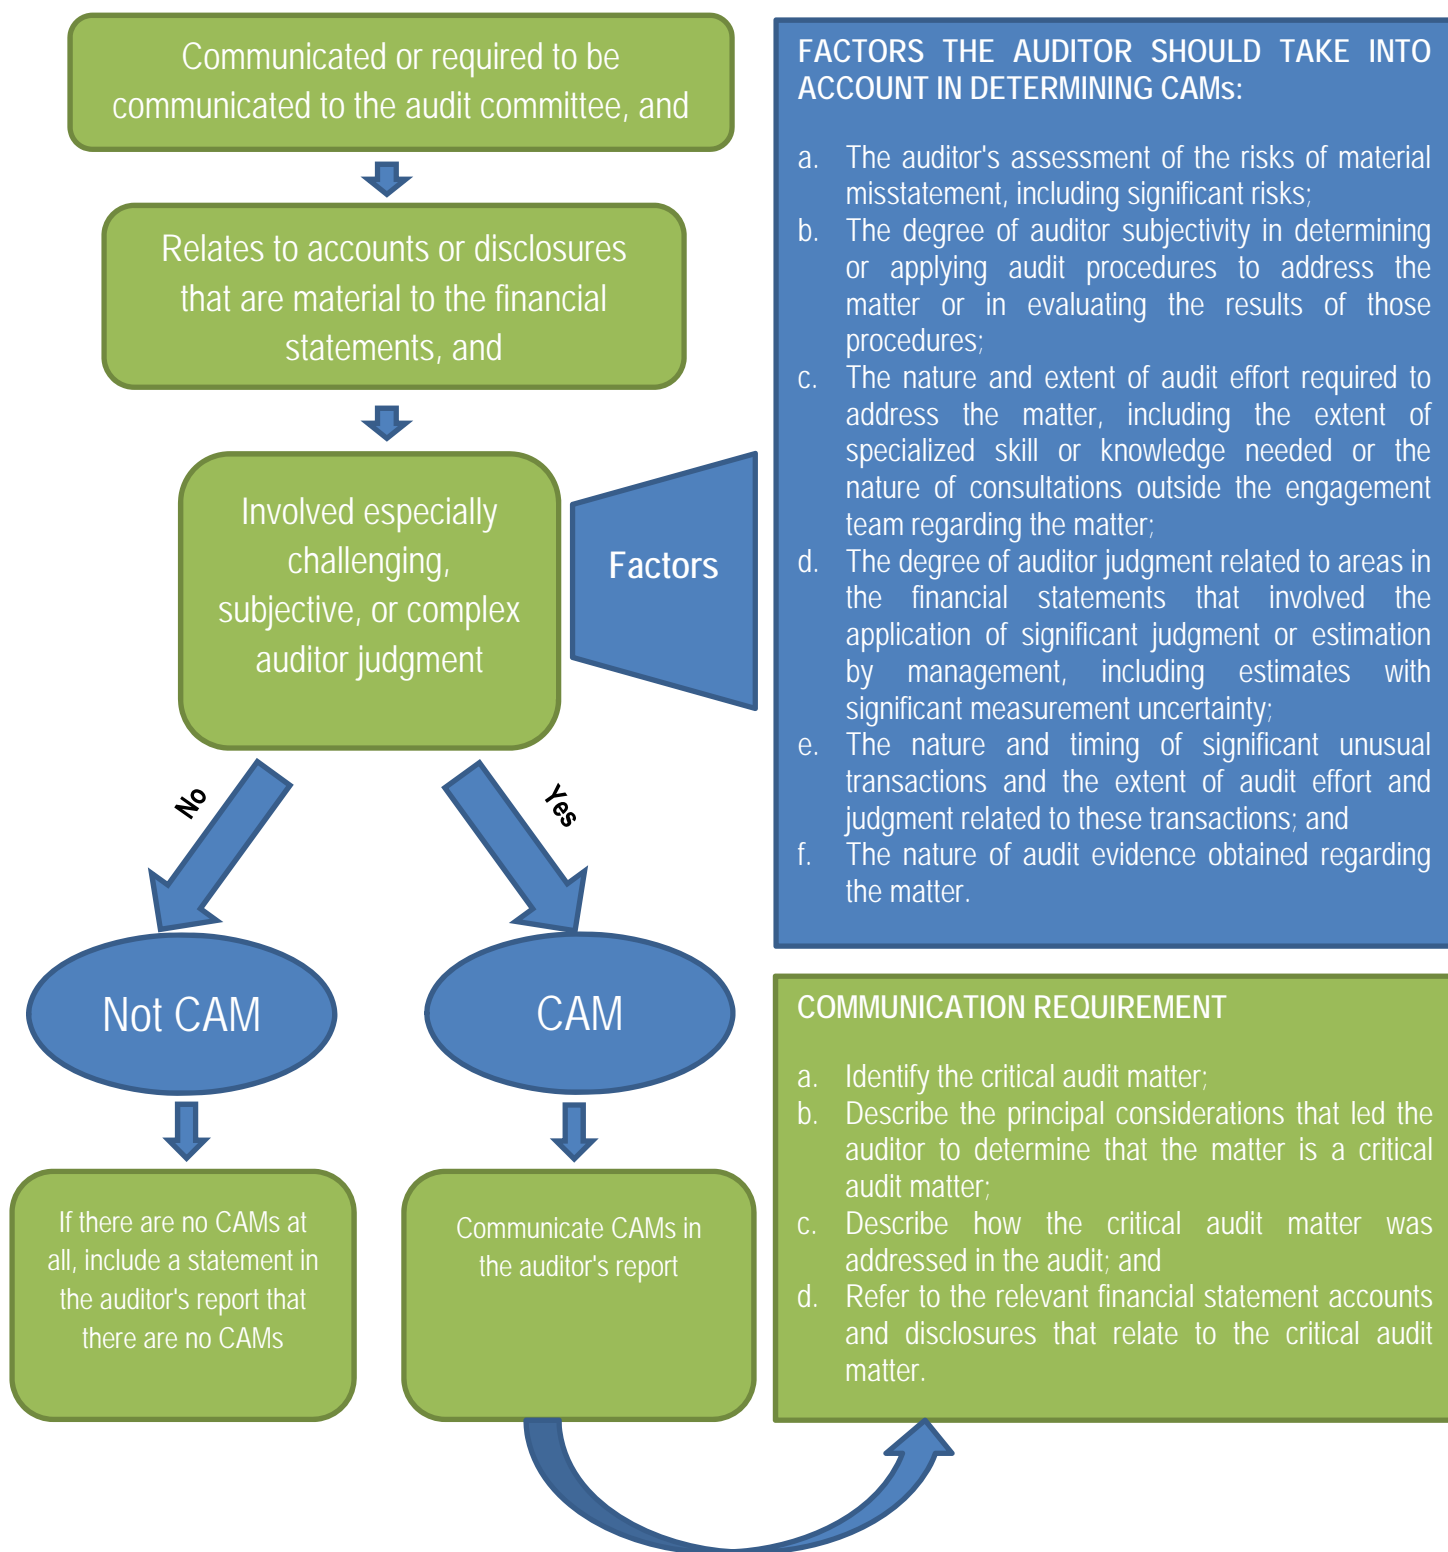 Communicated or required to be
communicated to the audit committee, and
Relates to accounts or disclosures
that are material to the financial
statements, and
Involved especially
challenging,
subjective, or complex
auditor judgment
Factors
No
Yes
Not CAM
CAM
If there are no CAMs at
all, include a statement in
the auditor's report that
there are no CAMs
Communicate CAMs in
the auditor's report
FACTORS THE AUDITOR SHOULD TAKE INTO
ACCOUNT IN DETERMINING CAMs:
a. The auditor's assessment of the risks of material
misstatement, including significant risks;
b. The degree of auditor subjectivity in determining
or applying audit procedures to address the
matter or in evaluating the results of those
procedures;
c. The nature and extent of audit effort required to
address the matter, including the extent of
specialized skill or knowledge needed or the
nature of consultations outside the engagement
team regarding the matter;
d. The degree of auditor judgment related to areas in
the financial statements that involved the
application of significant judgment or estimation
by management, including estimates with
significant measurement uncertainty;
e. The nature and timing of significant unusual
transactions and the extent of audit effort and
judgment related to these transactions; and
f. The nature of audit evidence obtained regarding
the matter.
COMMUNICATION REQUIREMENT
a. Identify the critical audit matter;
b. Describe the principal considerations that led the
auditor to determine that the matter is a critical
audit matter;
c. Describe how the critical audit matter was
addressed in the audit; and
d. Refer to the relevant financial statement accounts
and disclosures that relate to the critical audit
matter.